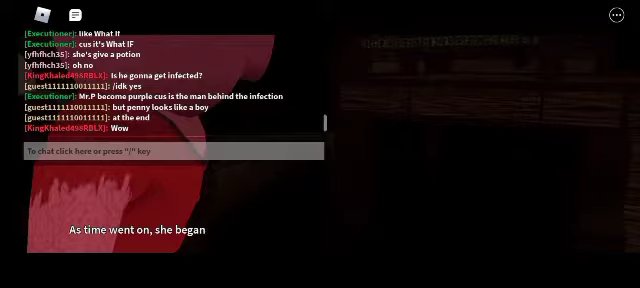 [Executioner]: like What If
[Executioner]: cus it's What IF
[yfhfhch35]: she's give a potion
[yfhfhch35]: oh no
[KingKhaled498RBLX]: Is he gonna get infected?
[guest1111110011111]: /idk yes
[Executioner]: Mr.P become purple cus is the man behind the infection
[guest1111110011111]: but penny looks like a boy
[guest1111110011111]: at the end
[KingKhaled498RBLX]: Wow
To chat click here or press "/" key
As time went on, she began